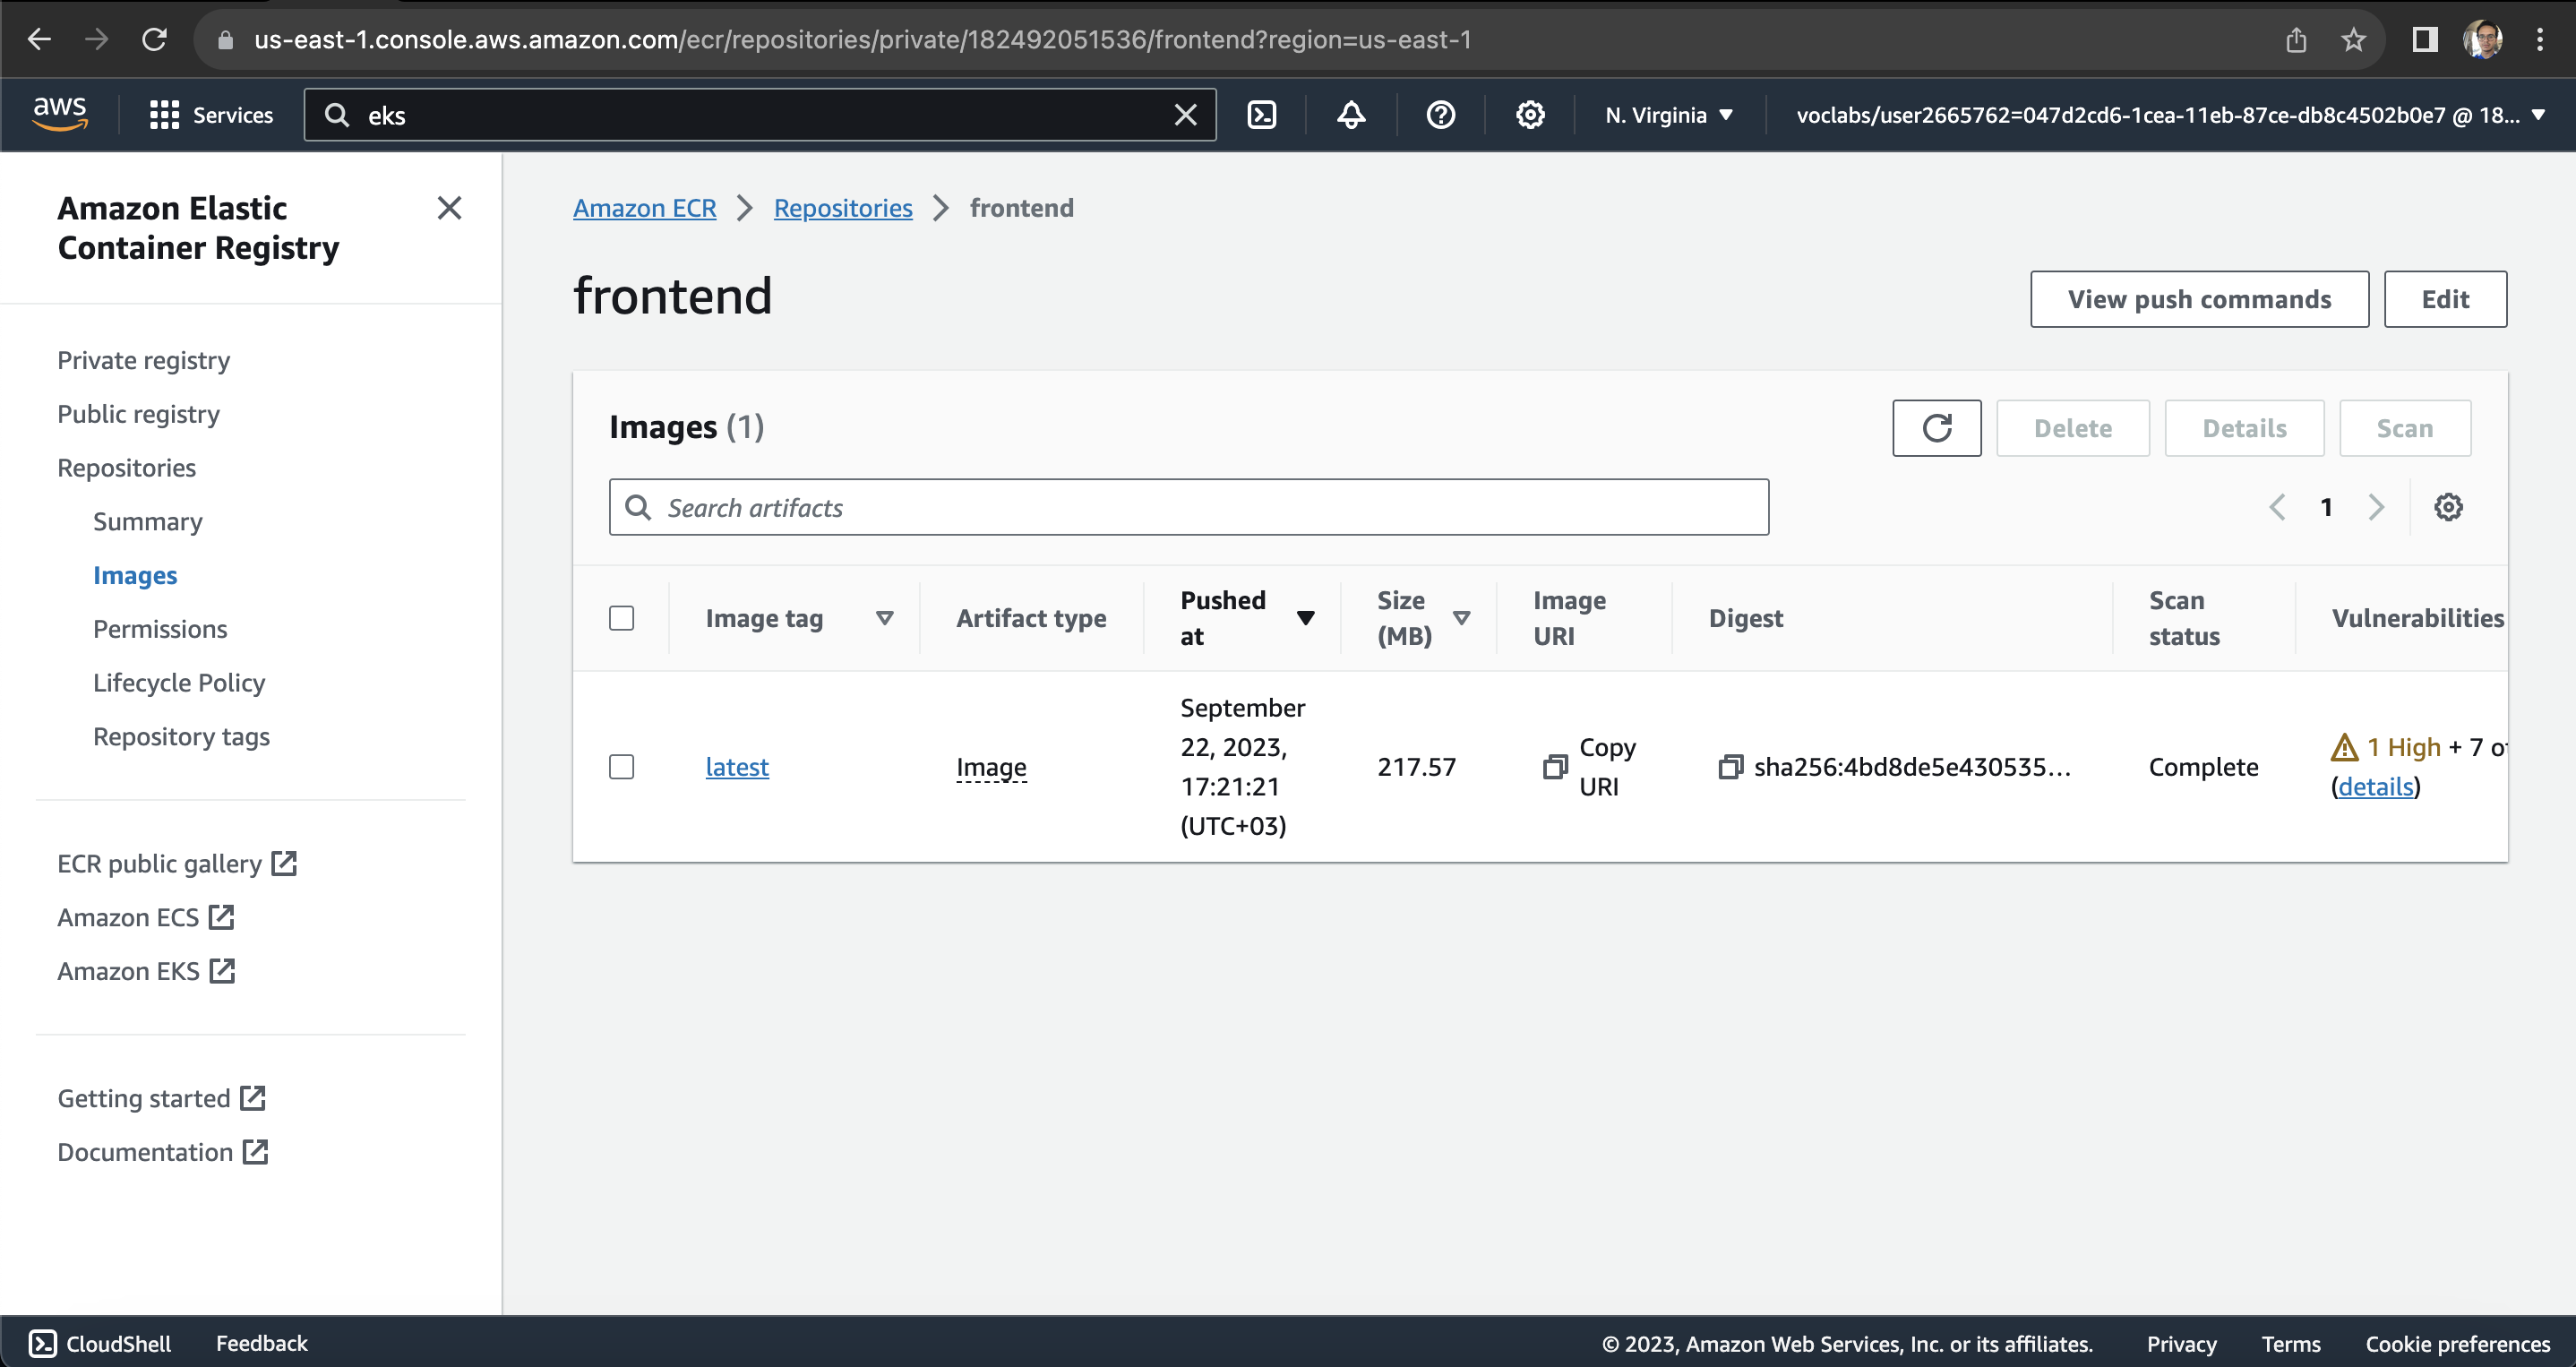 us-east-1.console.aws.amazon.com/ecr/repositories/private/182492051536/frontend?region=us-east-1
aws
Services
eks
N. Virginia
voclabs/user2665762=047d2cd6-1cea-11eb-87ce-db8c4502b0e7 @ 18...
Amazon Elastic
Container Registry
Private registry
Public registry
Repositories
Summary
Images
Permissions
Lifecycle Policy
Repository tags
ECR public gallery
Amazon ECS
Amazon EKS
Getting started
Documentation
Amazon ECR
Repositories
frontend
frontend
View push commands
Edit
Images (1)
Delete
Details
Scan
Search artifacts
1
Image tag
Artifact type
Pushed
at
Size
(MB)
Image
URI
Digest
Scan
status
Vulnerabilities
latest
Image
September
22, 2023,
17:21:21
(UTC+03)
217.57
Copy
URI
sha256:4bd8de5e430535...
Complete
1 High + 7
(details)
CloudShell
Feedback
© 2023, Amazon Web Services, Inc. or its affiliates.
Privacy
Terms
Cookie preferences